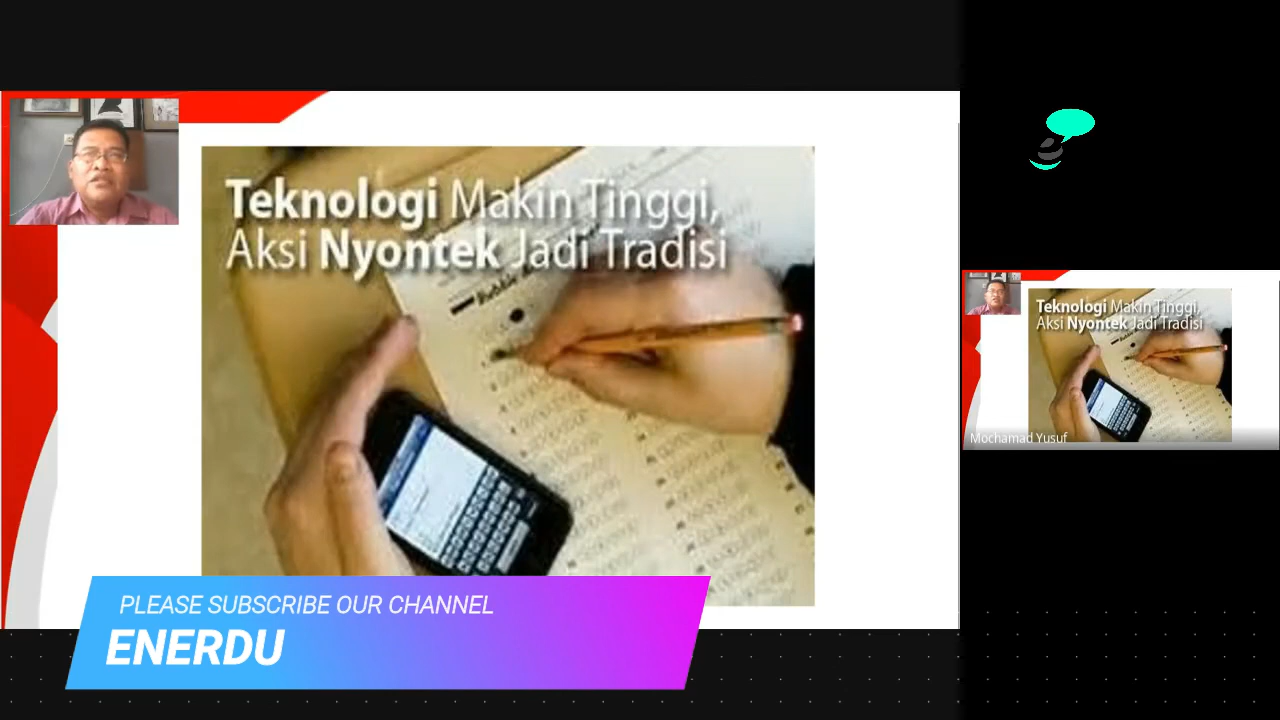 Teknologi Makin Tinggi,
Aksi Nyontek Jadi Tradisi
PLEASE SUBSCRIBE OUR CHANNEL
ENERDU
Teknologi Makin Tinggi,
Aksi Nyontek Jadi Tradisi
Mochamad Yusuf